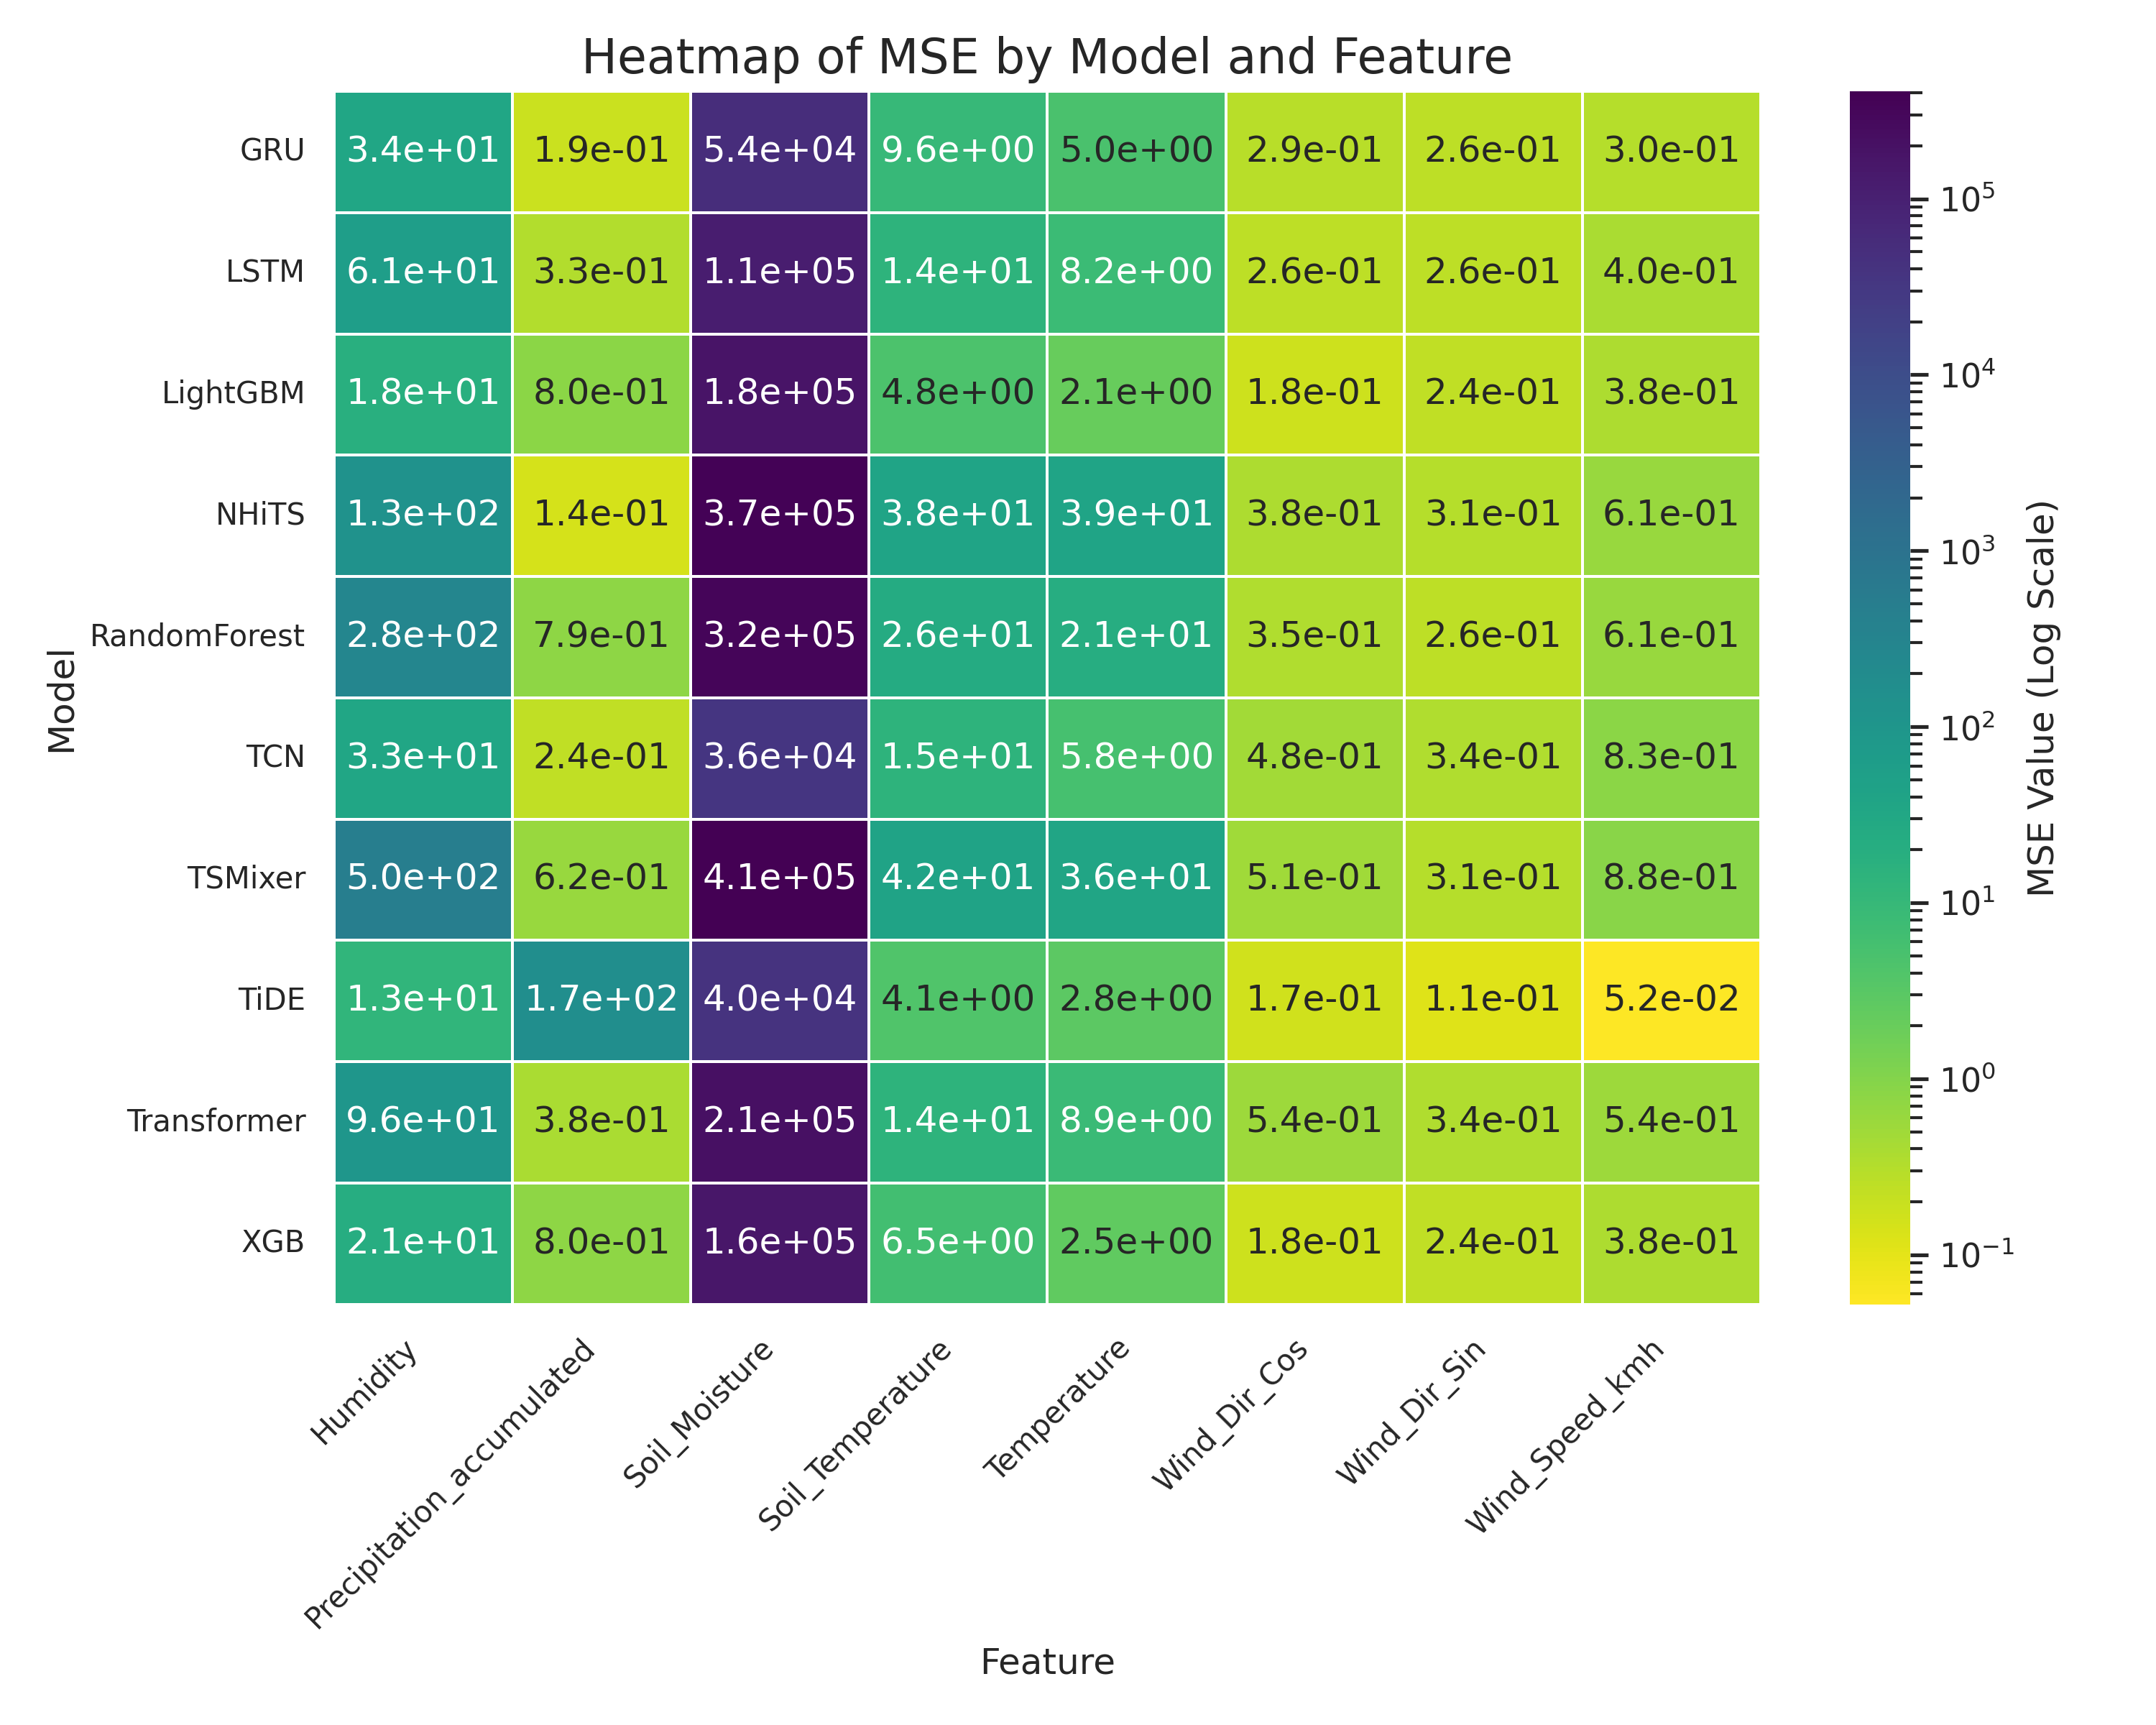 Heatmap of MSE by Model and Feature
GRU 3.4e+01 1.9e-01 5.4e+04 9.6e+00 5.0e+00 2.9e-01 2.6e-01 3.0e-01
LSTM 6.1e+01 3.3e-01 1.1e+05 1.4e+01 8.2e+00 2.6e-01 2.6e-01 4.0e-01
LightGBM 1.8e+01 8.0e-01 1.8e+05 4.8e+00 2.1e+00 1.8e-01 2.4e-01 3.8e-01
NHiTS 1.3e+02 1.4e-01 3.7e+05 3.8e+01 3.9e+01 3.8e-01 3.1e-01 6.1e-01
RandomForest 2.8e+02 7.9e-01 3.2e+05 2.6e+01 2.1e+01 3.5e-01 2.6e-01 6.1e-01
TCN 3.3e+01 2.4e-01 3.6e+04 1.5e+01 5.8e+00 4.8e-01 3.4e-01 8.3e-01
TSMixer 5.0e+02 6.2e-01 4.1e+05 4.2e+01 3.6e+01 5.1e-01 3.1e-01 8.8e-01
TiDE 1.3e+01 1.7e+02 4.0e+04 4.1e+00 2.8e+00 1.7e-01 1.1e-01 5.2e-02
Transformer 9.6e+01 3.8e-01 2.1e+05 1.4e+01 8.9e+00 5.4e-01 3.4e-01 5.4e-01
XGB 2.1e+01 8.0e-01 1.6e+05 6.5e+00 2.5e+00 1.8e-01 2.4e-01 3.8e-01
Model
Humidity
Precipitation_accumulated
Soil_Moisture
Soil_Temperature
Temperature
Wind_Dir_Cos
Wind_Dir_Sin
Wind_Speed_kmh
Feature
10⁵
10⁴
10³
10²
10¹
10⁰
10⁻¹
MSE Value (Log Scale)